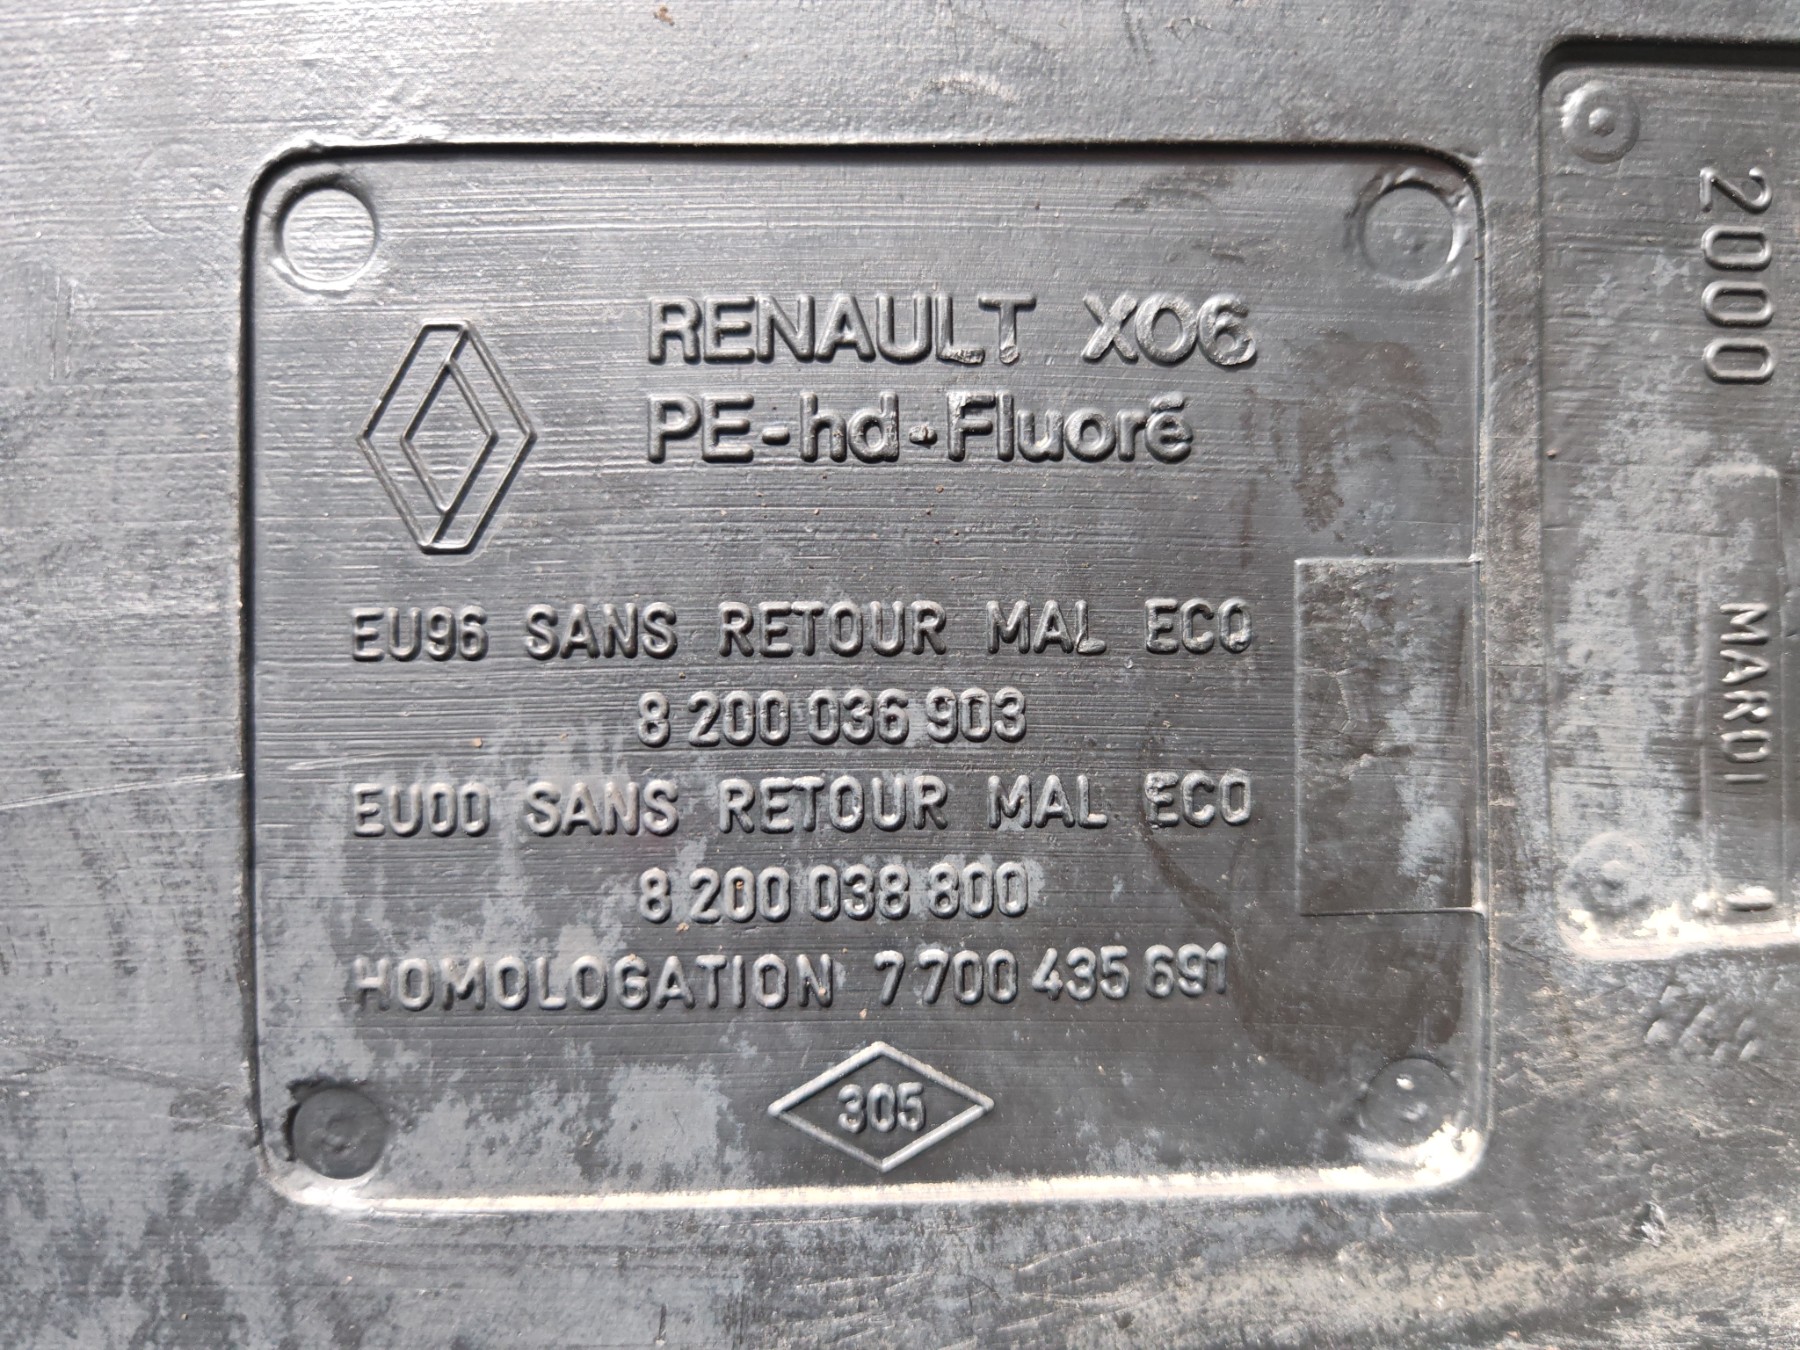 RENAULT X06
PE-hd-Fluoré
EU96 SANS RETOUR MAL ECO
8 200 036 903
EU00 SANS RETOUR MAL ECO
8 200 038 800
HOMOLOGATION 7 700 435 691
305
2000
MARDI